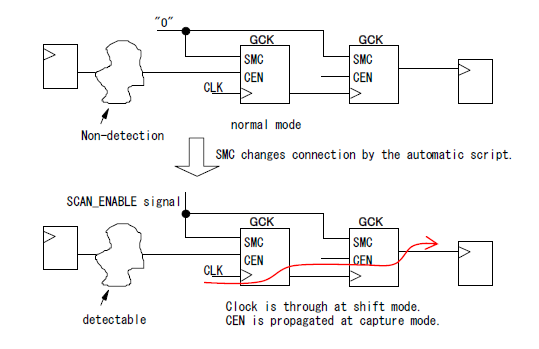 "0"
GCK
GCK
SMC
SMC
CEN
CEN
CLK
Non-detection
normal mode
SMC changes connection by the automatic script.
SCAN_ENABLE signal
GCK
GCK
SMC
SMC
CEN
CEN
CLK
detectable
Clock is through at shift mode.
CEN is propagated at capture mode.